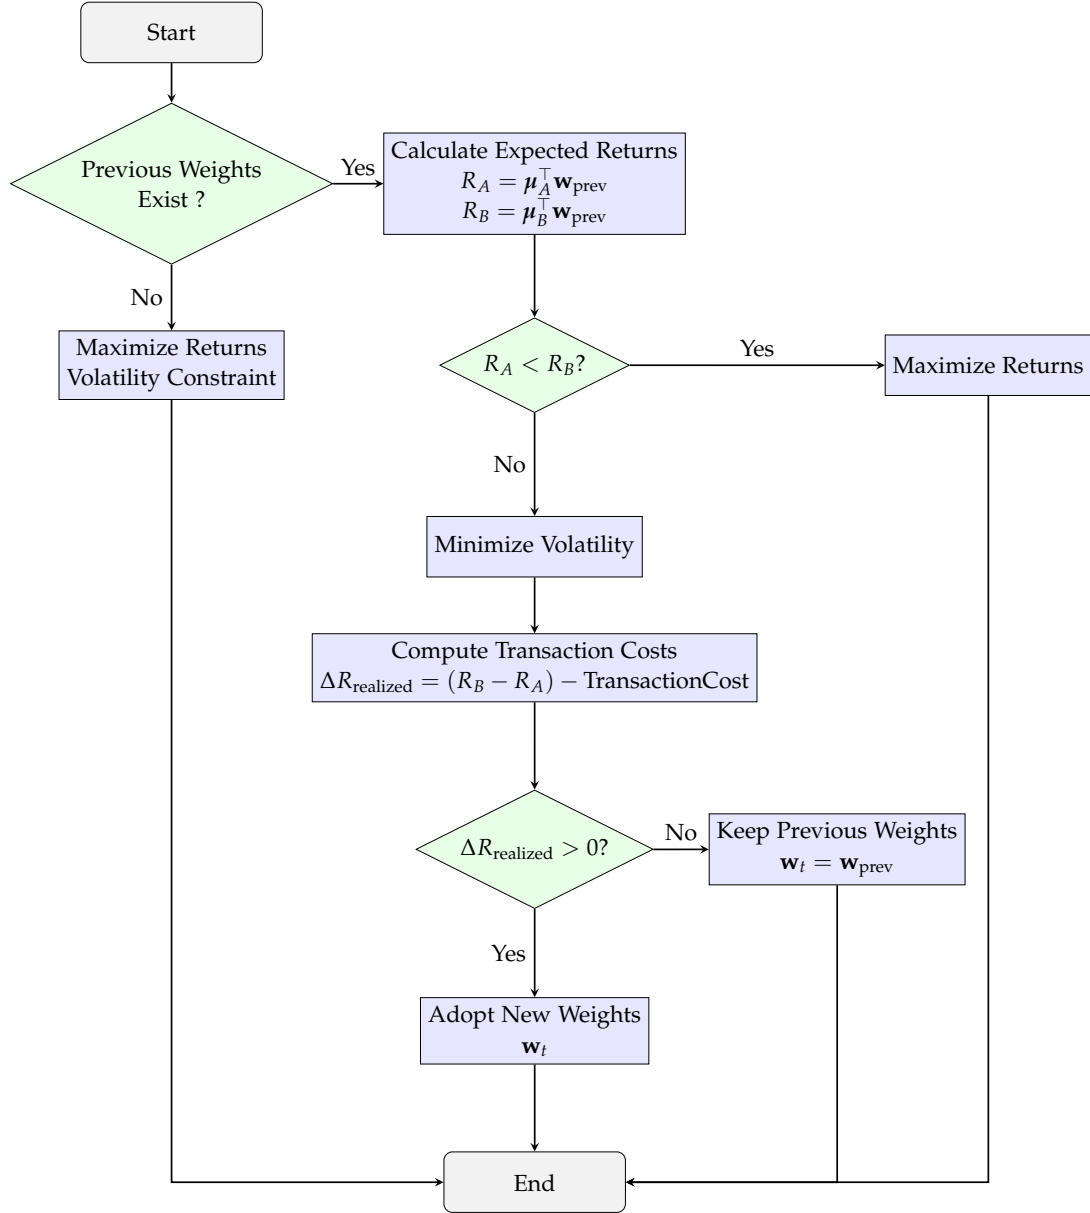 Start
Previous Weights
Exist ?
Yes
Calculate Expected Returns
R_A = μ_A^⊤ w_prev
R_B = μ_B^⊤ w_prev
No
Maximize Returns
Volatility Constraint
R_A < R_B?
Yes
Maximize Returns
No
Minimize Volatility
Compute Transaction Costs
ΔR_realized = (R_B − R_A) − TransactionCost
ΔR_realized > 0?
No
Keep Previous Weights
w_t = w_prev
Yes
Adopt New Weights
w_t
End